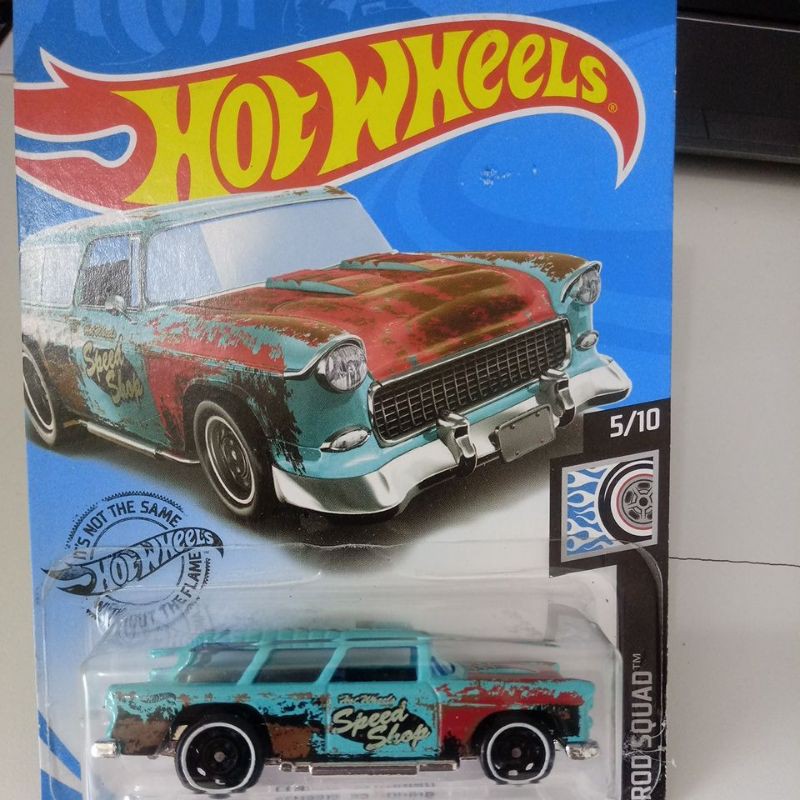 HOT WHEELS®
Hot Wheels
Speed
Shop
5/10
IT'S NOT THE SAME
HOT WHEELS
WITHOUT THE FLAME
ROD SQUAD™
Hot Wheels
Speed
Shop